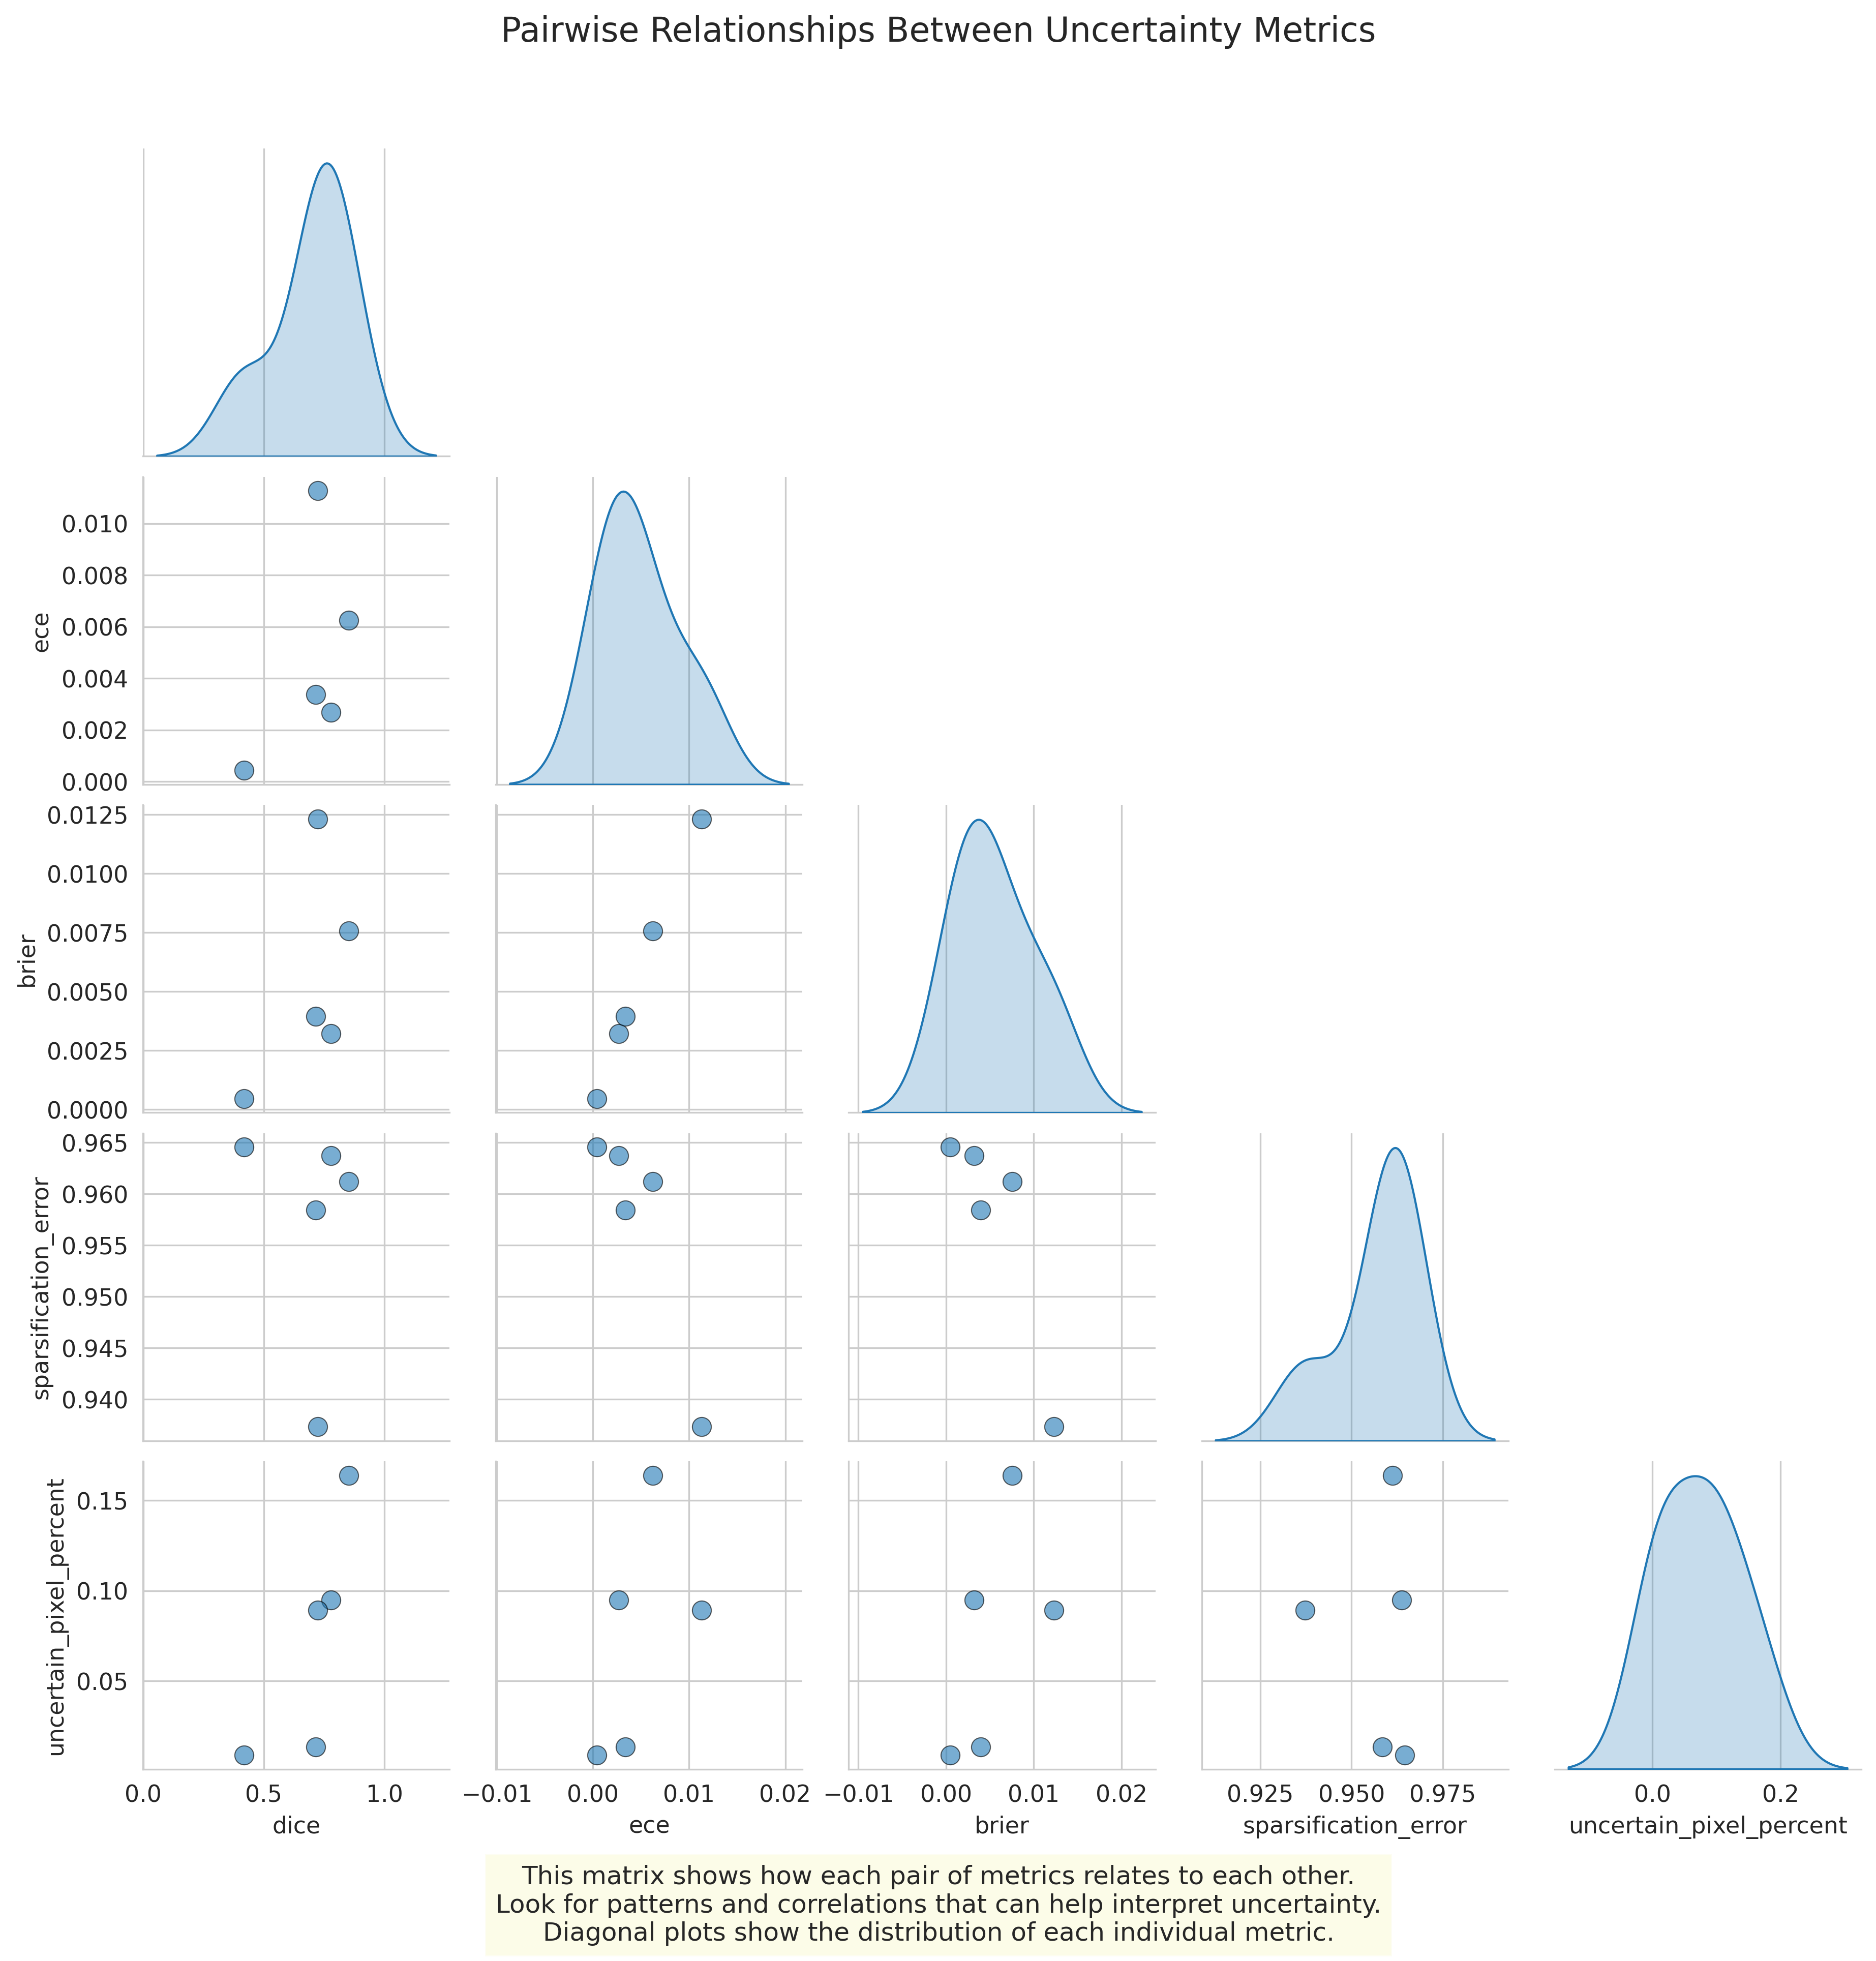 Pairwise Relationships Between Uncertainty Metrics
0.010
0.008
0.006
0.004
0.002
0.000
ece
0.0125
0.0100
0.0075
0.0050
0.0025
0.0000
brier
0.965
0.960
0.955
0.950
0.945
0.940
sparsification_error
0.15
0.10
0.05
uncertain_pixel_percent
0.0 0.5 1.0
dice
−0.01 0.00 0.01 0.02
ece
−0.01 0.00 0.01 0.02
brier
0.925 0.950 0.975
sparsification_error
0.0 0.2
uncertain_pixel_percent
This matrix shows how each pair of metrics relates to each other.
Look for patterns and correlations that can help interpret uncertainty.
Diagonal plots show the distribution of each individual metric.